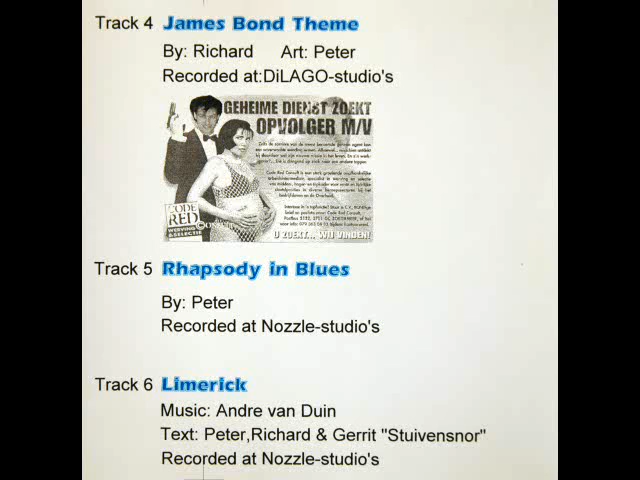 Track 4 James Bond Theme
By: Richard Art: Peter
Recorded at:DiLAGO-studio's
GEHEIME DIENST ZOEKT
OPVOLGER M/V
CODE
RED
WERVING
&SELECTIE
U ZOEKT... WIJ VINDEN!
Track 5 Rhapsody in Blues
By: Peter
Recorded at Nozzle-studio's
Track 6 Limerick
Music: Andre van Duin
Text: Peter,Richard & Gerrit "Stuivensnor"
Recorded at Nozzle-studio's